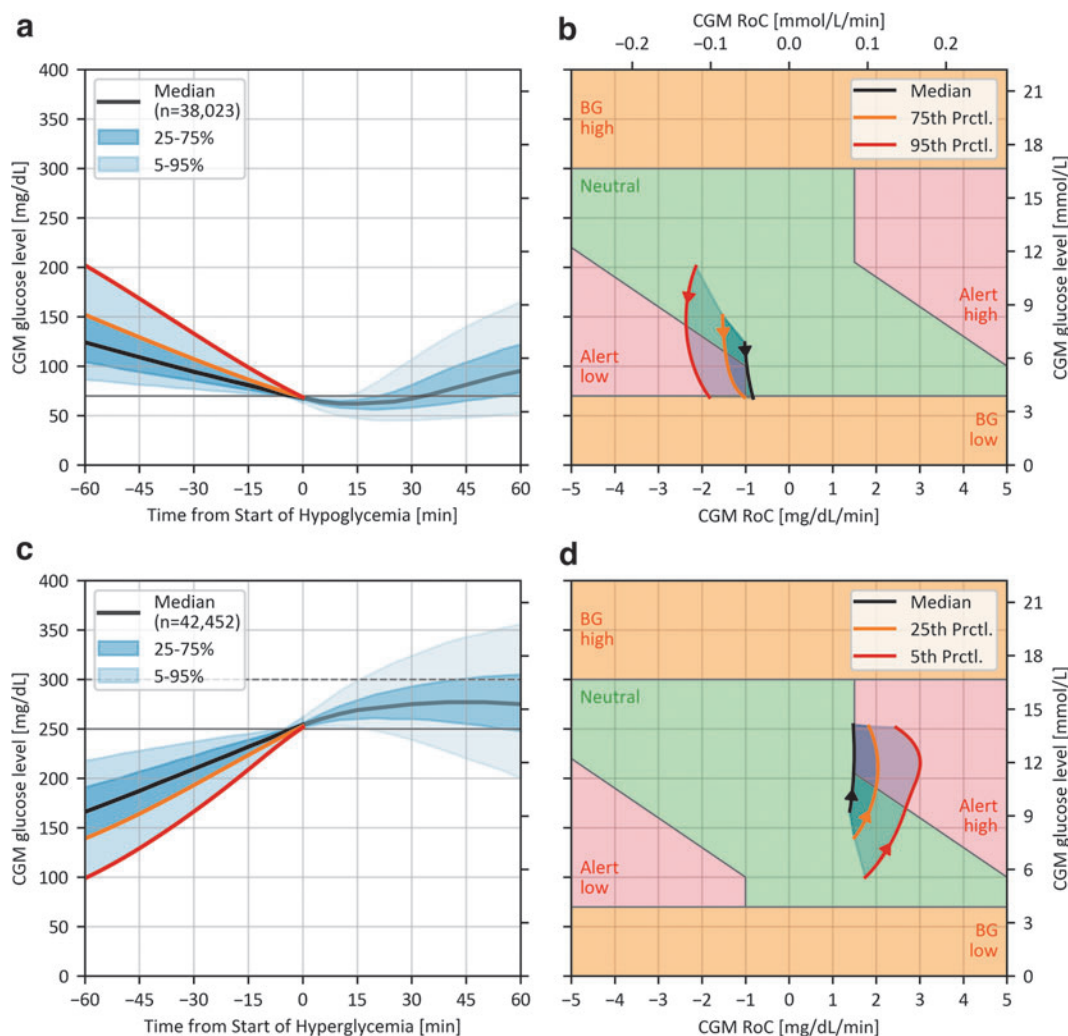 a
400
350
300
250
200
150
100
50
0
CGM glucose level [mg/dL]
Median
(n=38,023)
25-75%
5-95%
−60
−45
−30
−15
0
15
30
45
60
Time from Start of Hypoglycemia [min]
b
CGM RoC [mmol/L/min]
−0.2
−0.1
0.0
0.1
0.2
BG
high
Median
75th Prctl.
95th Prctl.
Neutral
Alert
high
Alert
low
BG
low
21
18
15
12
9
6
3
0
CGM glucose level [mmol/L]
−5
−4
−3
−2
−1
0
1
2
3
4
5
CGM RoC [mg/dL/min]
c
400
350
300
250
200
150
100
50
0
CGM glucose level [mg/dL]
Median
(n=42,452)
25-75%
5-95%
−60
−45
−30
−15
0
15
30
45
60
Time from Start of Hyperglycemia [min]
d
BG
high
Median
25th Prctl.
5th Prctl.
Neutral
Alert
high
Alert
low
BG
low
21
18
15
12
9
6
3
0
CGM glucose level [mmol/L]
−5
−4
−3
−2
−1
0
1
2
3
4
5
CGM RoC [mg/dL/min]